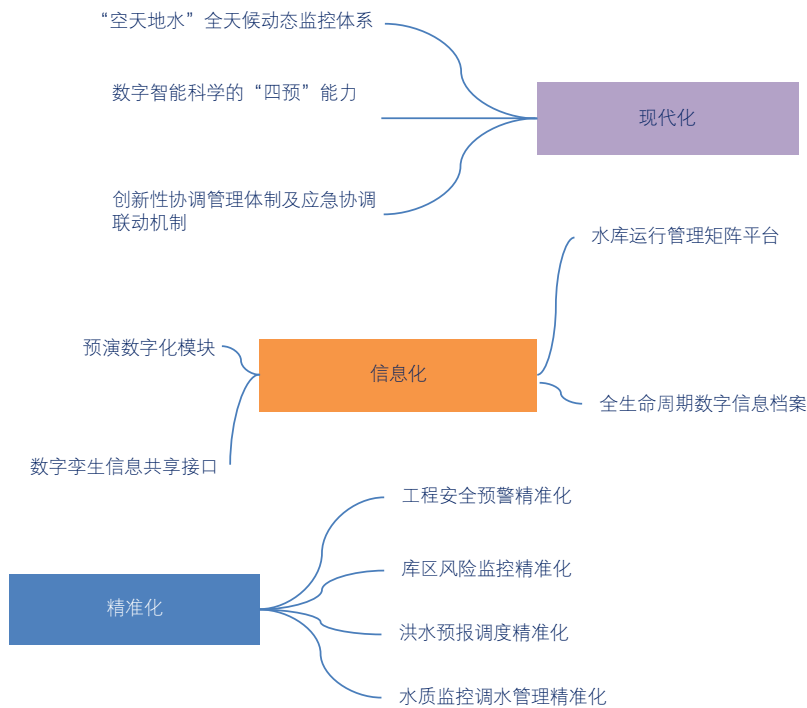 “空天地水”全天候动态监控体系
数字智能科学的“四预”能力
现代化
创新性协调管理体制及应急协调
联动机制
水库运行管理矩阵平台
预演数字化模块
信息化
全生命周期数字信息档案
数字孪生信息共享接口
工程安全预警精准化
库区风险监控精准化
精准化
洪水预报调度精准化
水质监控调水管理精准化